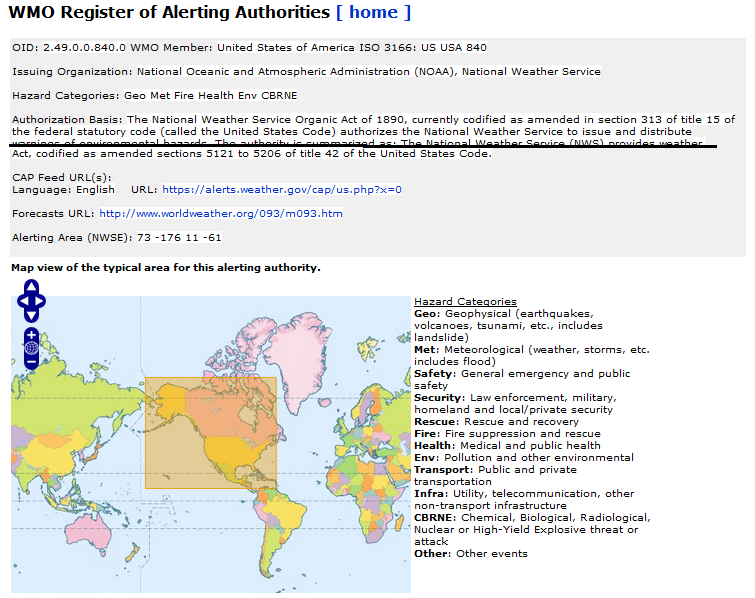 WMO Register of Alerting Authorities [ home ]
OID: 2.49.0.0.840.0 WMO Member: United States of America ISO 3166: US USA 840
Issuing Organization: National Oceanic and Atmospheric Administration (NOAA), National Weather Service
Hazard Categories: Geo Met Fire Health Env CBRNE
Authorization Basis: The National Weather Service Organic Act of 1890, currently codified as amended in section 313 of title 15 of
the federal statutory code (called the United States Code) authorizes the National Weather Service to issue and distribute
warnings of environmental hazards. The authority is summarized as: The National Weather Service (NWS) provides weather
Act, codified as amended sections 5121 to 5206 of title 42 of the United States Code.
CAP Feed URL(s):
Language: English URL: https://alerts.weather.gov/cap/us.php?x=0
Forecasts URL: http://www.worldweather.org/093/m093.htm
Alerting Area (NWSE): 73 -176 11 -61
Map view of the typical area for this alerting authority.
Hazard Categories
Geo: Geophysical (earthquakes,
volcanoes, tsunami, etc., includes
landslide)
Met: Meteorological (weather, storms, etc.
includes flood)
Safety: General emergency and public
safety
Security: Law enforcement, military,
homeland and local/private security
Rescue: Rescue and recovery
Fire: Fire suppression and rescue
Health: Medical and public health
Env: Pollution and other environmental
Transport: Public and private
transportation
Infra: Utility, telecommunication, other
non-transport infrastructure
CBRNE: Chemical, Biological, Radiological,
Nuclear or High-Yield Explosive threat or
attack
Other: Other events